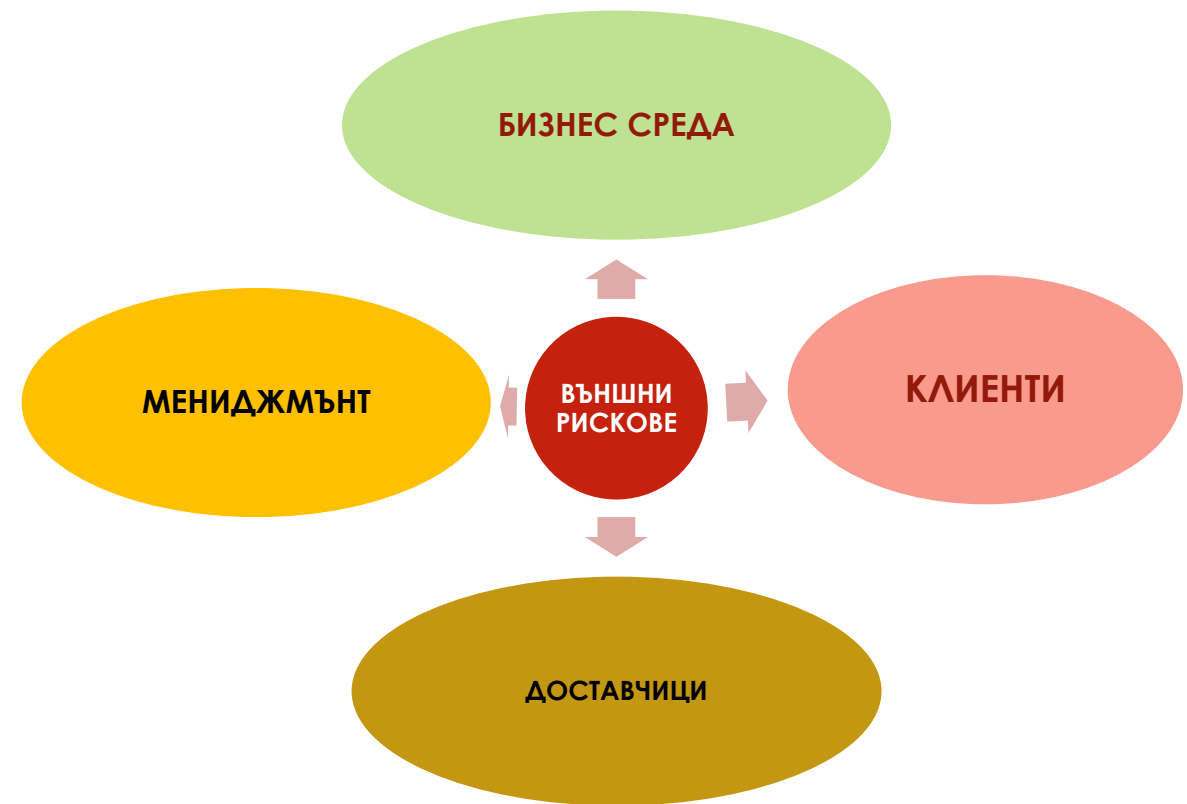 БИЗНЕС СРЕДА
МЕНИДЖМЪНТ
ВЪНШНИ
РИСКОВЕ
КЛИЕНТИ
ДОСТАВЧИЦИ